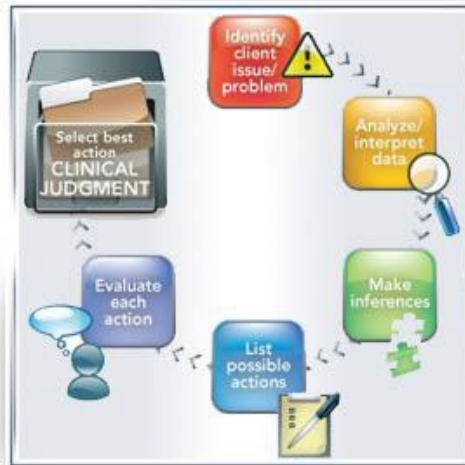 Identify
client
issue/
problem
Analyze/
interpret
data
Make
inferences
List
possible
actions
Evaluate
each
action
Select best
action
CLINICAL
JUDGMENT